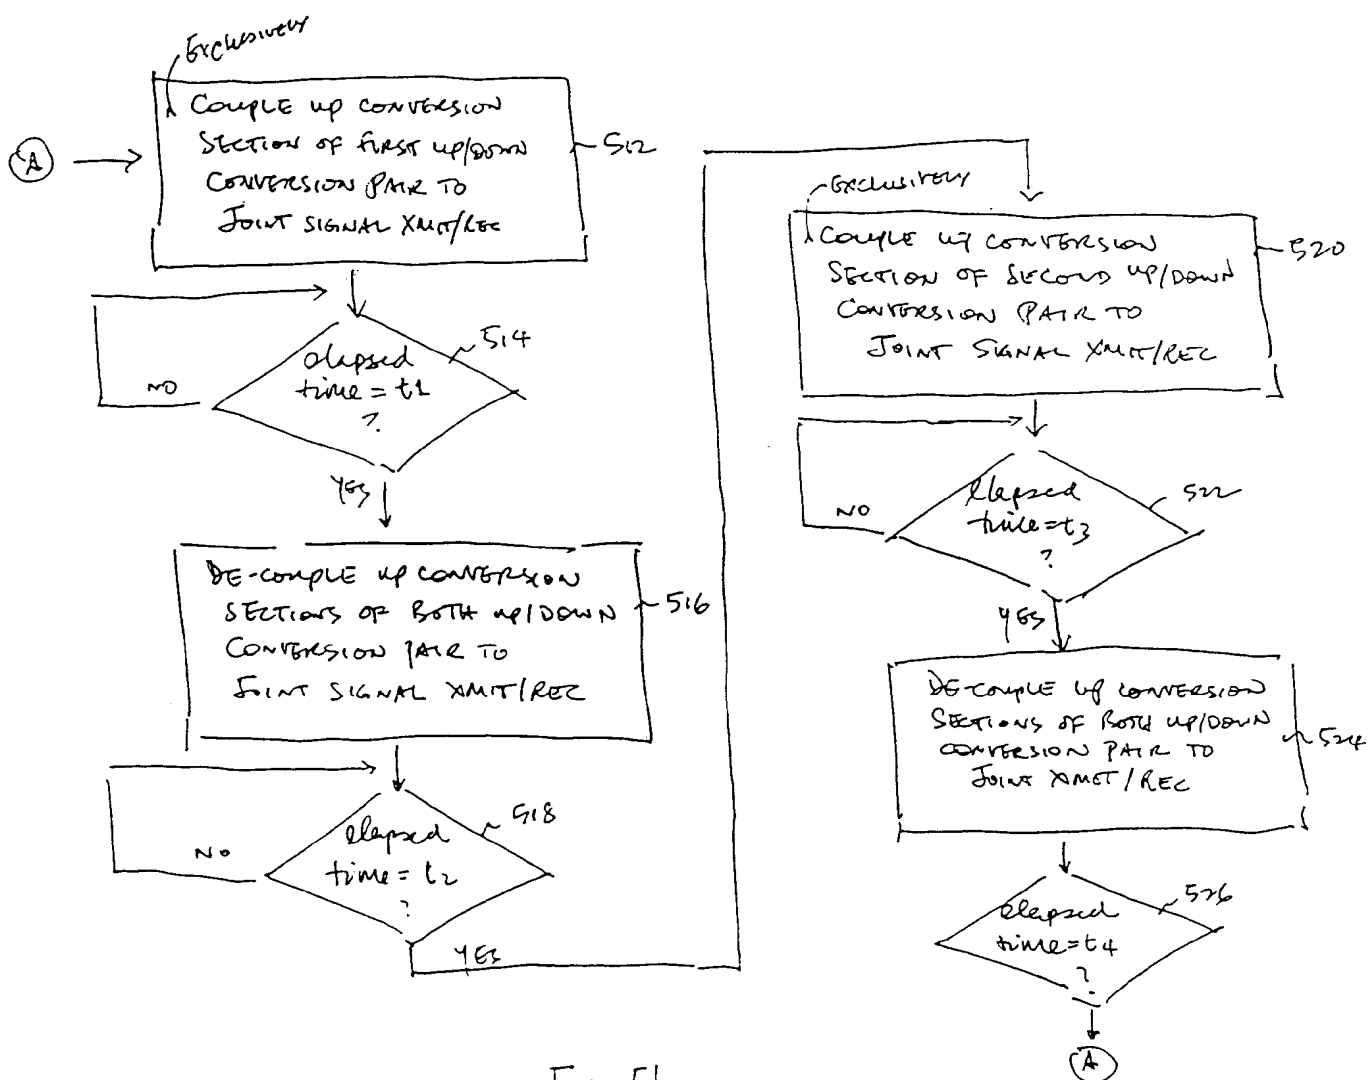 EXCLUSIVELY
COUPLE UP CONVERSION
SECTION OF FIRST UP/DOWN
CONVERSION PAIR TO
JOINT SIGNAL XMIT/REC
512
A
elapsed
time = t1
?
514
NO
YES
DE-COUPLE UP CONVERSION
SECTIONS OF BOTH UP/DOWN
CONVERSION PAIR TO
JOINT SIGNAL XMIT/REC
516
elapsed
time = t2
?
518
NO
YES
EXCLUSIVELY
COUPLE UP CONVERSION
SECTION OF SECOND UP/DOWN
CONVERSION PAIR TO
JOINT SIGNAL XMIT/REC
520
elapsed
time = t3
?
522
NO
YES
DE-COUPLE UP CONVERSION
SECTIONS OF BOTH UP/DOWN
CONVERSION PAIR TO
JOINT XMIT/REC
524
elapsed
time = t4
?
526
A